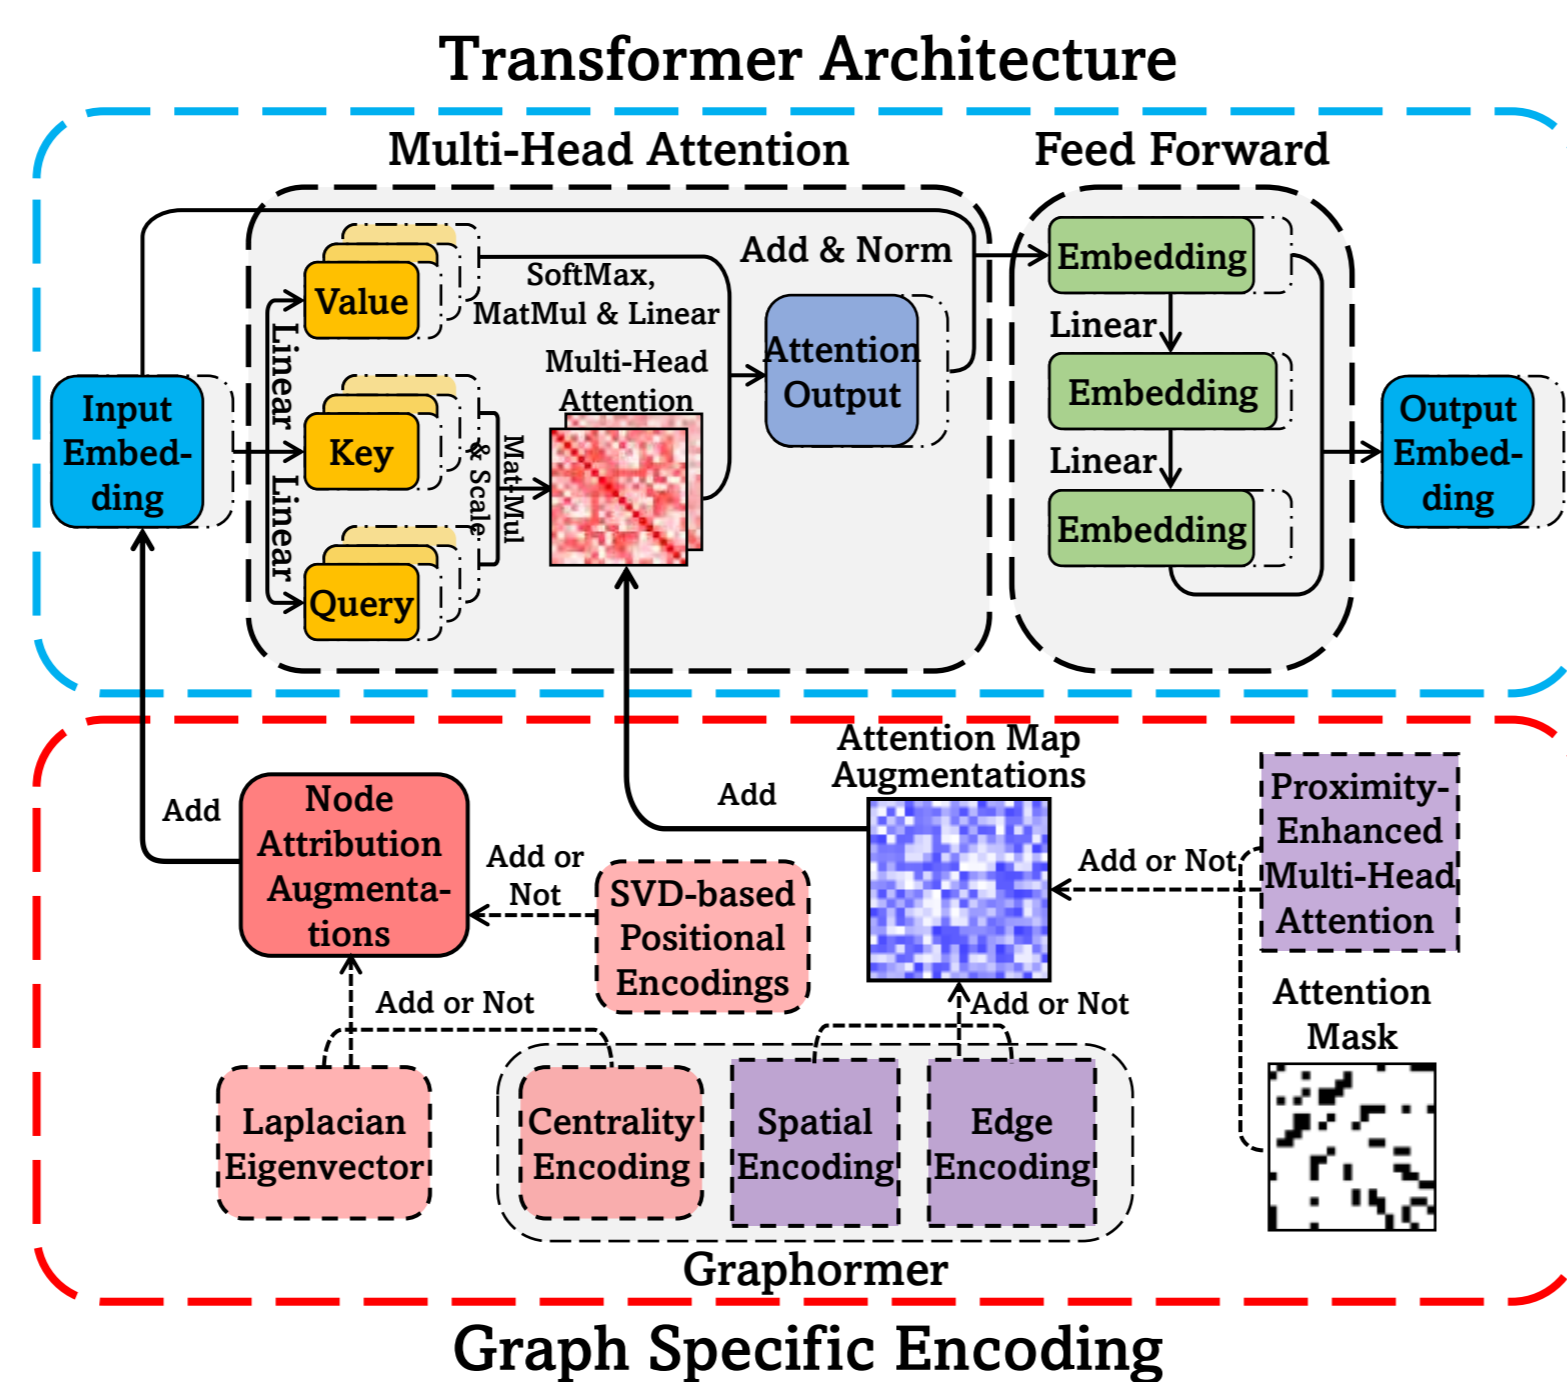 Transformer Architecture
Multi-Head Attention
Feed Forward
Value
SoftMax,
MatMul & Linear
Add & Norm
Linear
Linear
Multi-Head
Attention
Key
Mat-Mul
& Scale
Query
Attention
Output
Input
Embed-
ding
Embedding
Linear
Embedding
Linear
Embedding
Output
Embed-
ding
Add
Node
Attribution
Augmenta-
tions
Add or
Not
SVD-based
Positional
Encodings
Add
Attention Map
Augmentations
Add or Not
Proximity-
Enhanced
Multi-Head
Attention
Add or Not
Add or Not
Attention
Mask
Laplacian
Eigenvector
Centrality
Encoding
Spatial
Encoding
Edge
Encoding
Graphormer
Graph Specific Encoding